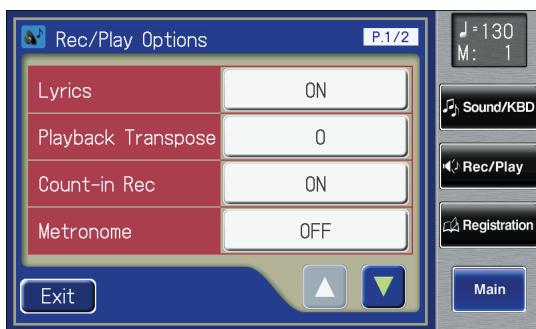 Rec/Play Options P.1/2
Lyrics ON
Playback Transpose 0
Count-in Rec ON
Metronome OFF
Exit
♩=130
M: 1
Sound/KBD
Rec/Play
Registration
Main